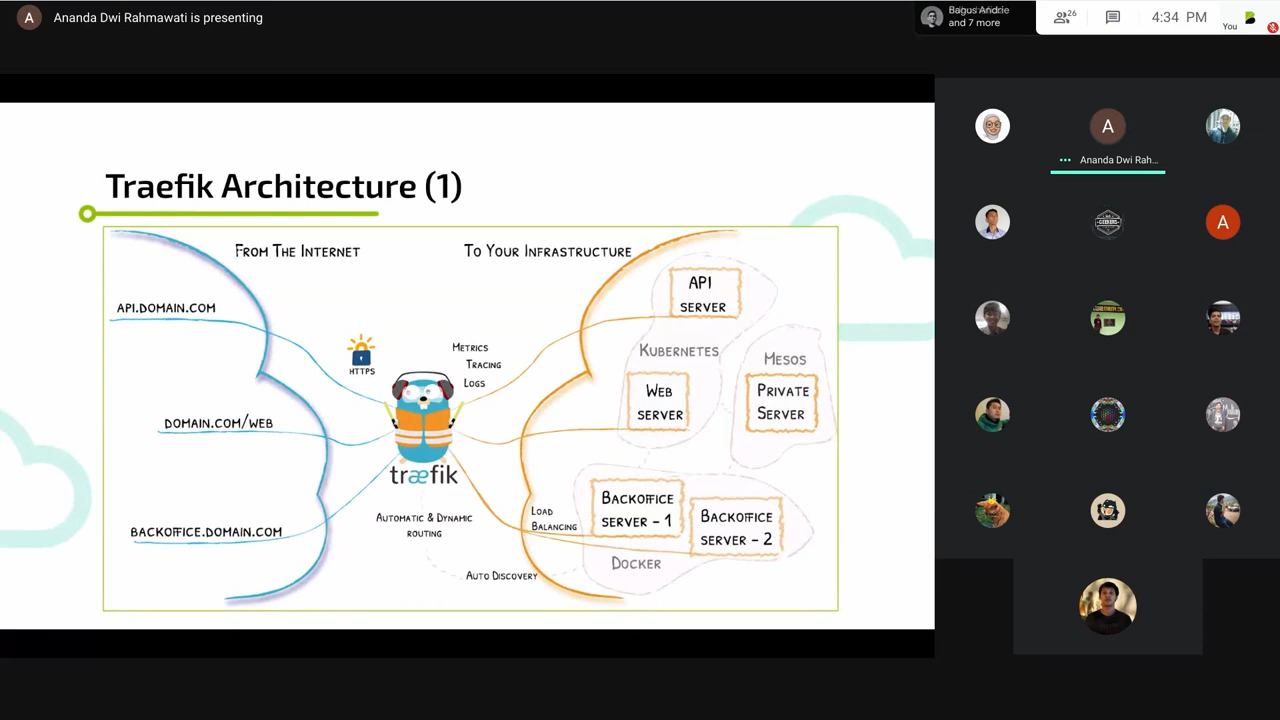 A
Ananda Dwi Rahmawati is presenting
and 7 more
26
4:34 PM
You
Traefik Architecture (1)
FROM THE INTERNET
TO YOUR INFRASTRUCTURE
API.DOMAIN.COM
DOMAIN.COM/WEB
BACKOFFICE.DOMAIN.COM
HTTPS
METRICS
TRACING
LOGS
træfik
AUTOMATIC & DYNAMIC
ROUTING
AUTO DISCOVERY
LOAD
BALANCING
API
SERVER
KUBERNETES
WEB
SERVER
MESOS
PRIVATE
SERVER
BACKOFFICE
SERVER - 1
BACKOFFICE
SERVER - 2
DOCKER
A
Ananda Dwi Rah...
A